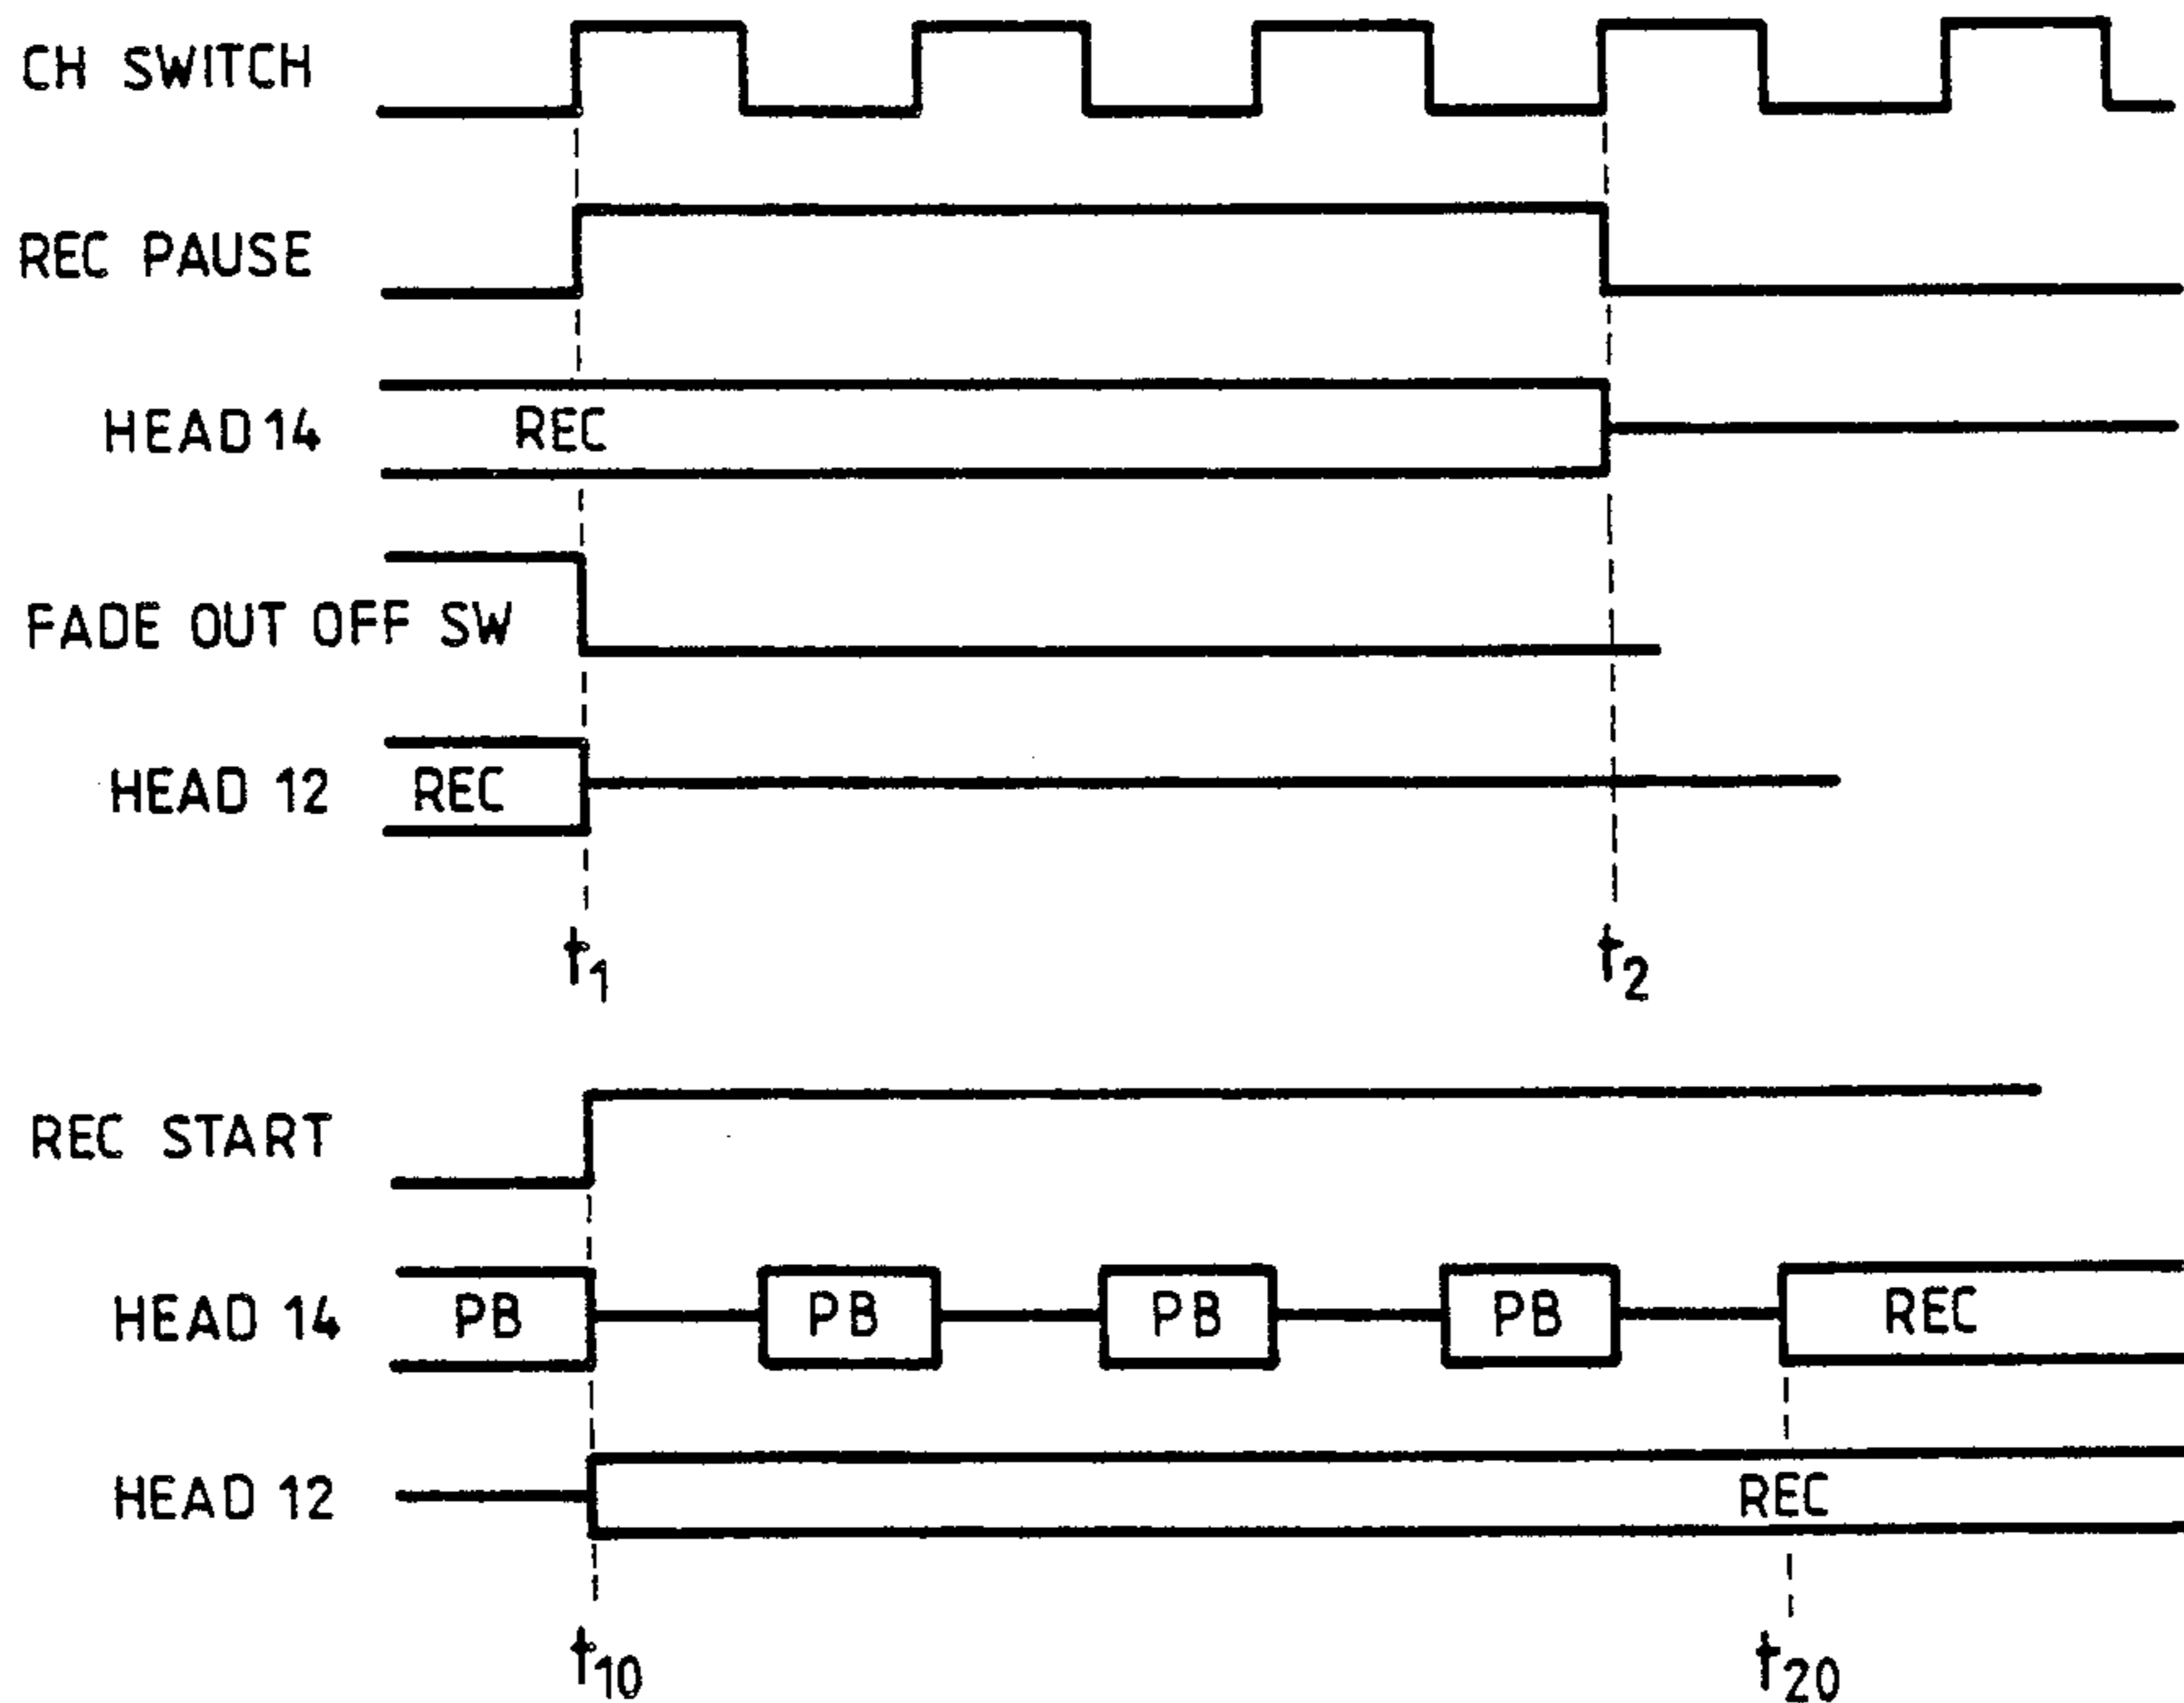 CH SWITCH
REC PAUSE
HEAD 14
REC
FADE OUT OFF SW
HEAD 12
REC
t1
t2
REC START
HEAD 14
PB
PB
PB
PB
REC
HEAD 12
REC
t10
t20